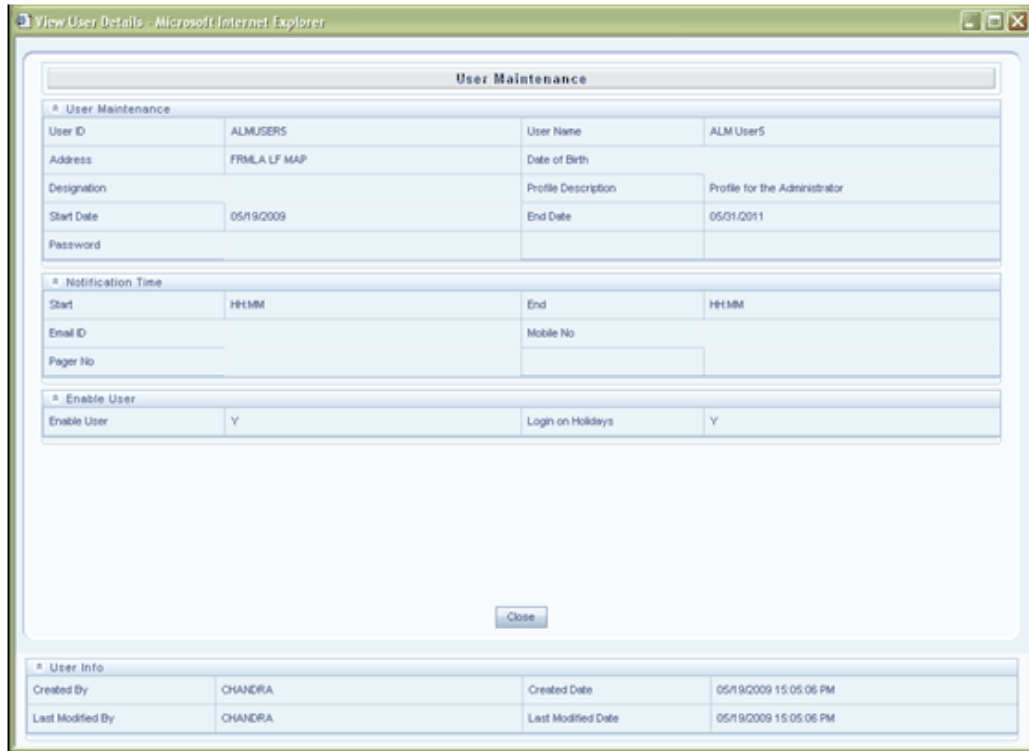 View User Details - Microsoft Internet Explorer
User Maintenance
User Maintenance
User ID ALMUSER5 User Name ALM User5
Address FRMLA LF MAP Date of Birth
Designation Profile Description Profile for the Administrator
Start Date 05/19/2009 End Date 05/31/2011
Password
Notification Time
Start HH:MM End HH:MM
Email ID Mobile No
Pager No
Enable User
Enable User Y Login on Holidays Y
Close
User Info
Created By CHANDRA Created Date 05/19/2009 15:05:06 PM
Last Modified By CHANDRA Last Modified Date 05/19/2009 15:05:06 PM